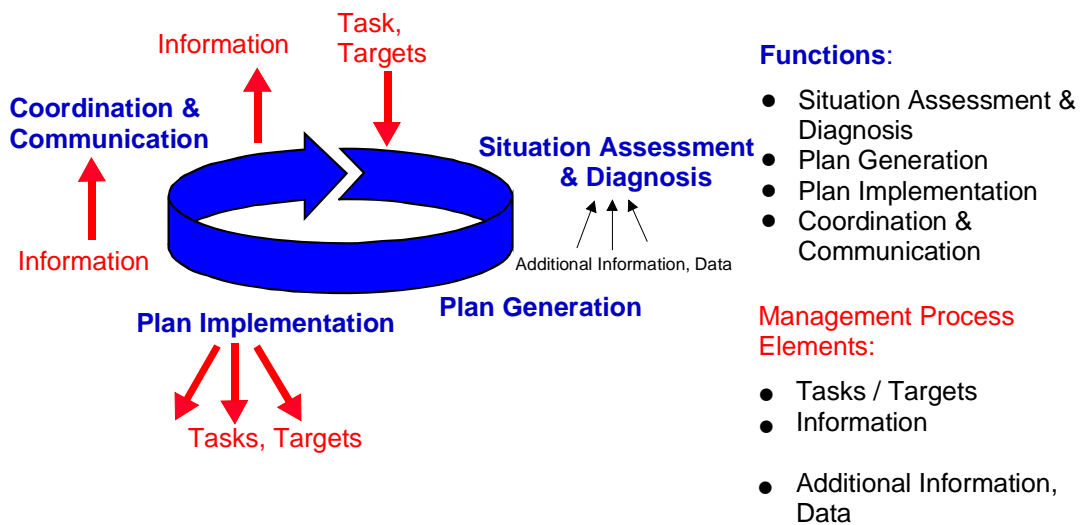 Information
Task,
Targets
Coordination &
Communication
Situation Assessment
& Diagnosis
Information
Additional Information, Data
Plan Generation
Plan Implementation
Tasks, Targets
Functions:
● Situation Assessment &
Diagnosis
● Plan Generation
● Plan Implementation
● Coordination &
Communication
Management Process
Elements:
● Tasks / Targets
● Information
● Additional Information,
Data